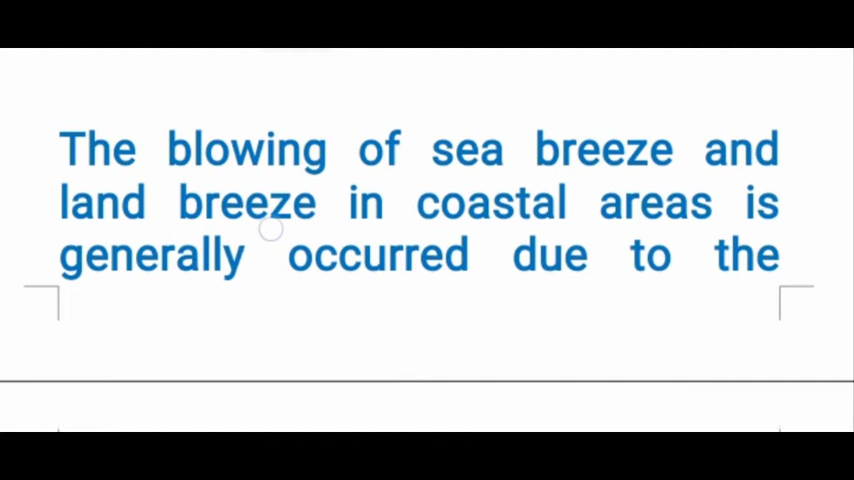 The blowing of sea breeze and
land breeze in coastal areas is
generally occurred due to the